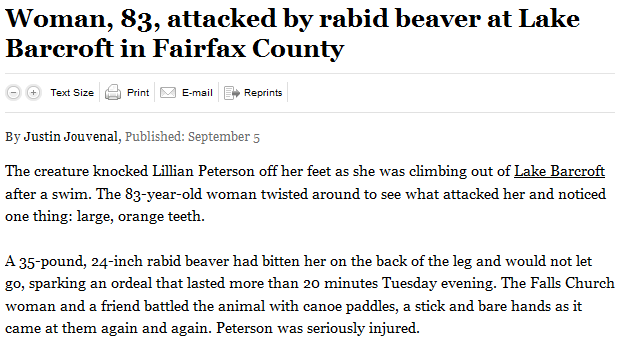 Woman, 83, attacked by rabid beaver at Lake
Barcroft in Fairfax County
Text Size Print E-mail Reprints
By Justin Jouvenal, Published: September 5
The creature knocked Lillian Peterson off her feet as she was climbing out of Lake Barcroft
after a swim. The 83-year-old woman twisted around to see what attacked her and noticed
one thing: large, orange teeth.
A 35-pound, 24-inch rabid beaver had bitten her on the back of the leg and would not let
go, sparking an ordeal that lasted more than 20 minutes Tuesday evening. The Falls Church
woman and a friend battled the animal with canoe paddles, a stick and bare hands as it
came at them again and again. Peterson was seriously injured.